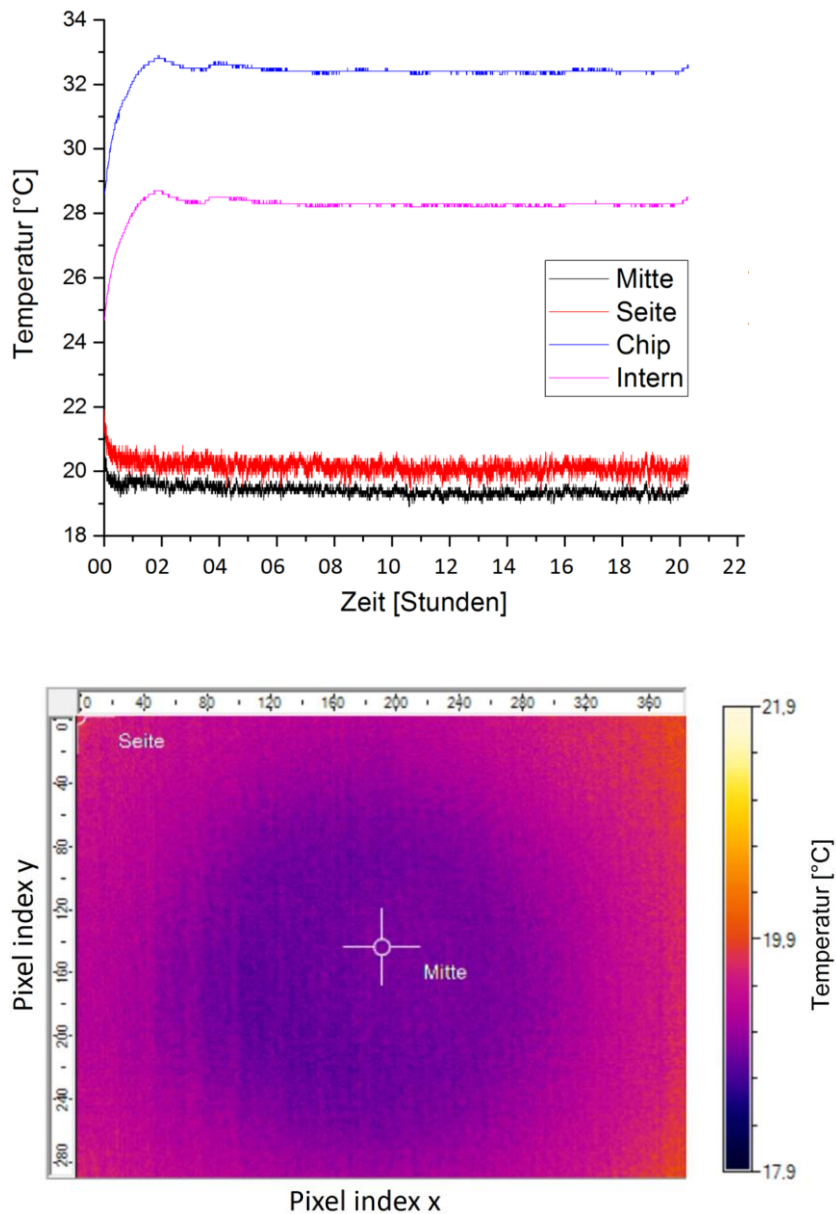 34
32
30
28
26
24
22
20
18
Temperatur [°C]
Mitte
Seite
Chip
Intern
00 02 04 06 08 10 12 14 16 18 20 22
Zeit [Stunden]
0 40 80 120 160 200 240 280 320 360
0
40
80
120
160
200
240
280
Seite
Mitte
Pixel index y
Pixel index x
21,9
19,9
17,9
Temperatur [°C]